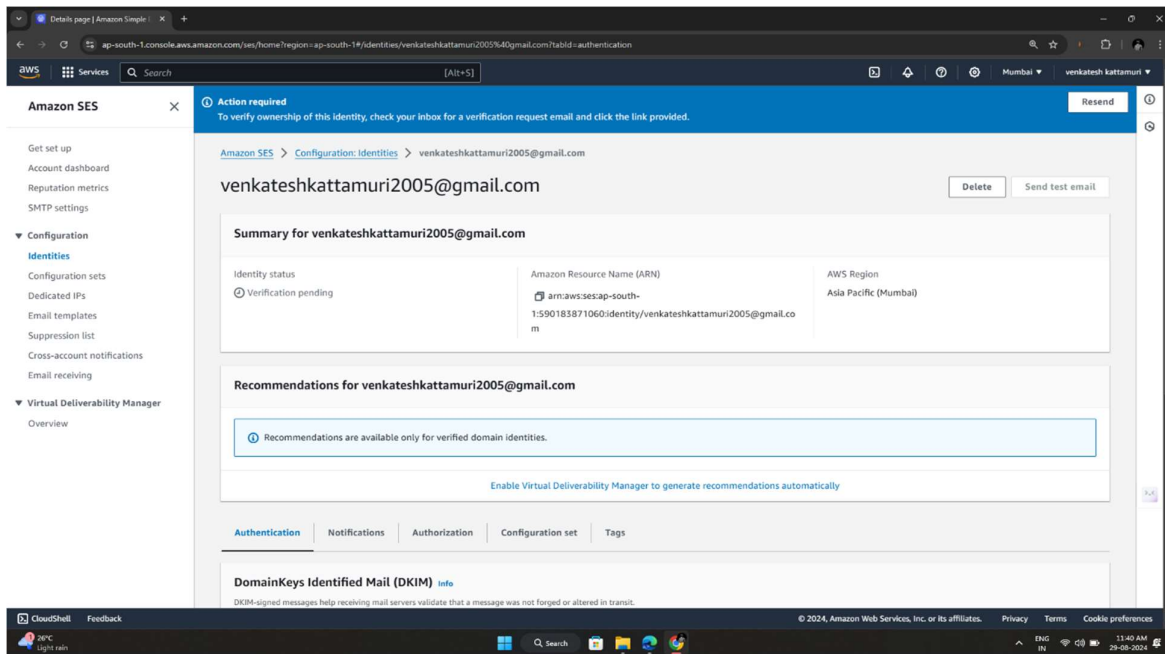 Details page | Amazon Simple
ap-south-1.console.aws.amazon.com/ses/home?region=ap-south-1#/identities/venkateshkattamuri2005%40gmail.com?tabId=authentication
aws Services Search [Alt+S] Mumbai venkatesh kattamuri
Amazon SES
Action required
To verify ownership of this identity, check your inbox for a verification request email and click the link provided.
Resend
Get set up
Account dashboard
Reputation metrics
SMTP settings
Configuration
Identities
Configuration sets
Dedicated IPs
Email templates
Suppression list
Cross-account notifications
Email receiving
Virtual Deliverability Manager
Overview
Amazon SES > Configuration: Identities > venkateshkattamuri2005@gmail.com
venkateshkattamuri2005@gmail.com
Delete
Send test email
Summary for venkateshkattamuri2005@gmail.com
Identity status
Verification pending
Amazon Resource Name (ARN)
arn:aws:ses:ap-south-
1:590183871060:identity/venkateshkattamuri2005@gmail.co
m
AWS Region
Asia Pacific (Mumbai)
Recommendations for venkateshkattamuri2005@gmail.com
Recommendations are available only for verified domain identities.
Enable Virtual Deliverability Manager to generate recommendations automatically
Authentication Notifications Authorization Configuration set Tags
DomainKeys Identified Mail (DKIM) Info
DKIM-signed messages help receiving mail servers validate that a message was not forged or altered in transit.
CloudShell Feedback © 2024, Amazon Web Services, Inc. or its affiliates. Privacy Terms Cookie preferences
26°C
Light rain
Search
ENG
IN
11:40 AM
29-08-2024